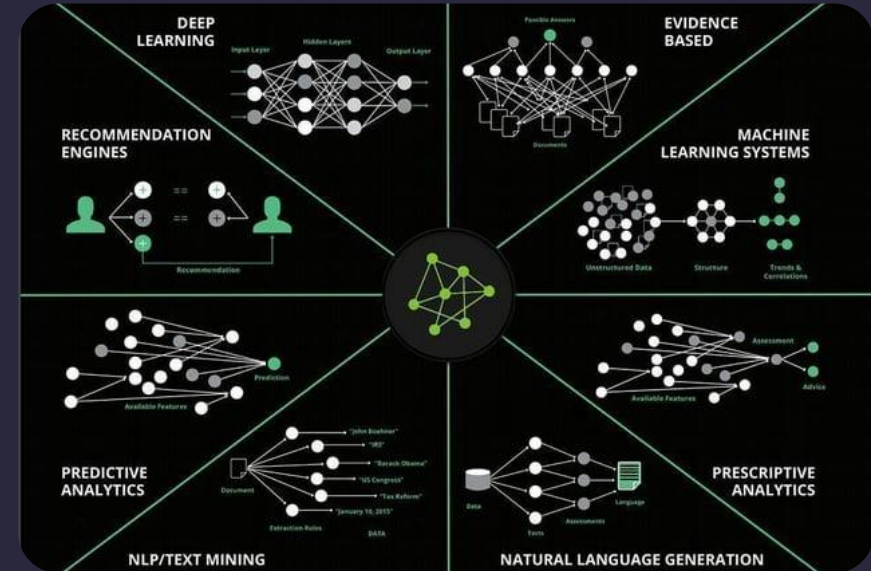 DEEP
LEARNING
Input Layer
Hidden Layers
Output Layer
Possible Answers
EVIDENCE
BASED
Documents
RECOMMENDATION
ENGINES
Recommendation
MACHINE
LEARNING SYSTEMS
Unstructured Data
Structure
Trends &
Correlations
Available Features
Prediction
PREDICTIVE
ANALYTICS
Assessment
Available Features
Advice
PRESCRIPTIVE
ANALYTICS
Document
"John Boehner"
"IRS"
"Barack Obama"
"US Congress"
"Tax Reform"
"January 10, 2015"
Extraction Rules
DATA
NLP/TEXT MINING
Data
Texts
Assessments
Language
NATURAL LANGUAGE GENERATION